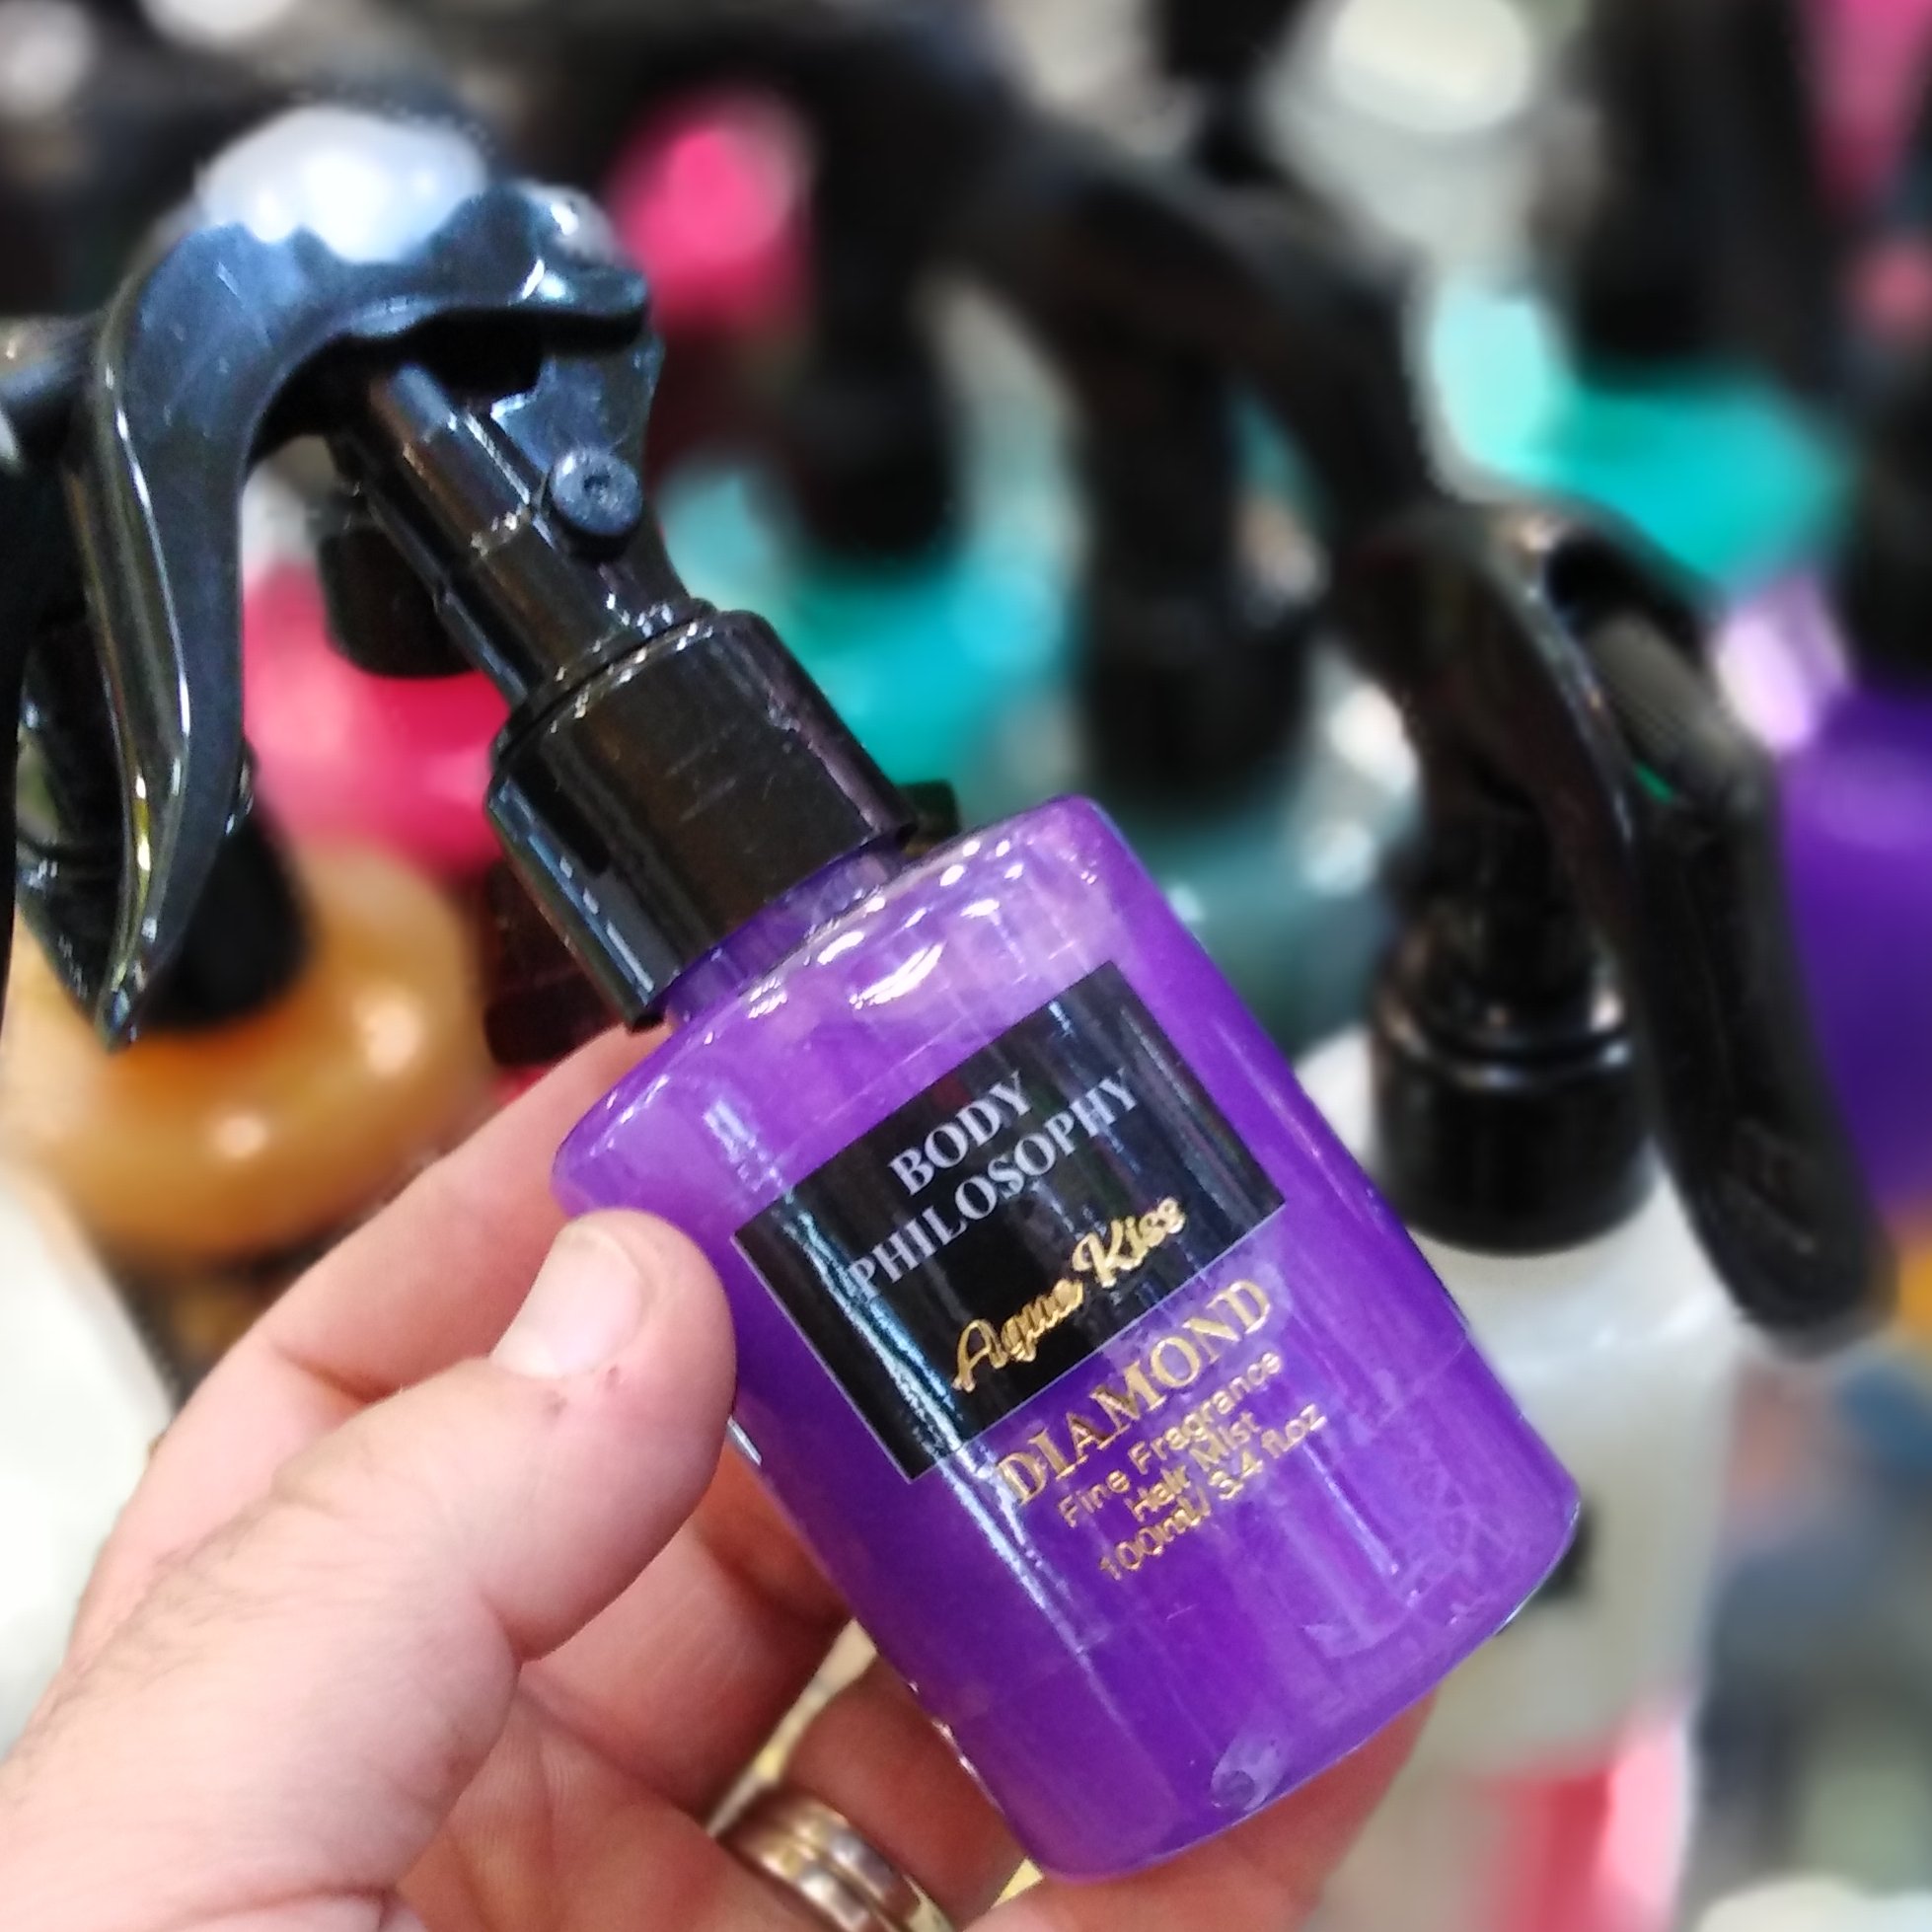 BODY
PHILOSOPHY
Aqua Kiss
DIAMOND
Fine Fragrance
Hair Mist
100mL/ 3.4 fl.oz